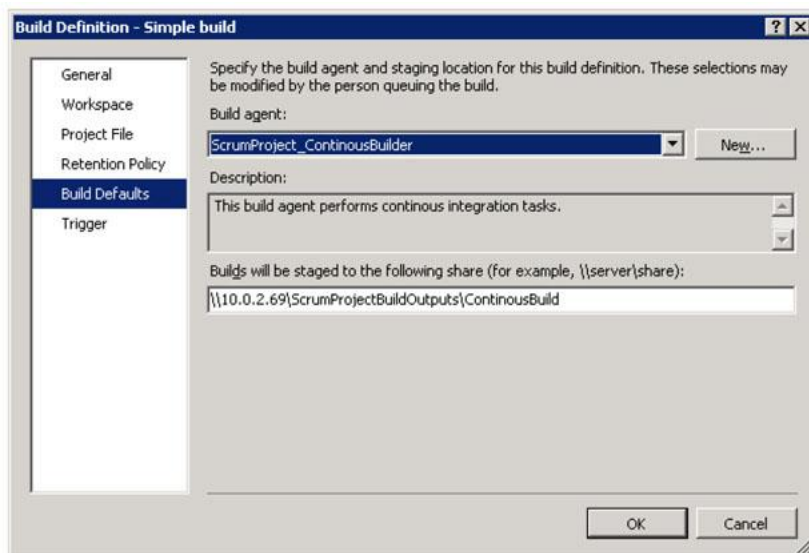 Build Definition - Simple build
General
Workspace
Project File
Retention Policy
Build Defaults
Trigger
Specify the build agent and staging location for this build definition. These selections may
be modified by the person queuing the build.
Build agent:
ScrumProject_ContinousBuilder
New...
Description:
This build agent performs continous integration tasks.
Builds will be staged to the following share (for example, \\server\share):
\\10.0.2.69\ScrumProjectBuildOutputs\ContinousBuild
OK
Cancel